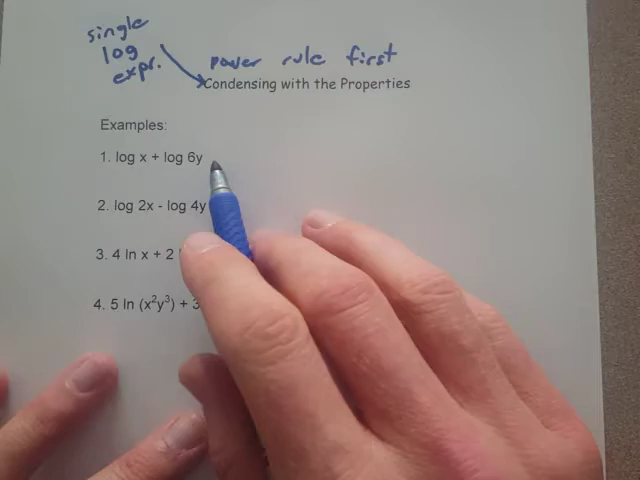 single
log
expr.
power rule first
Condensing with the Properties
Examples:
1. log x + log 6y
2. log 2x - log 4y
3. 4 ln x + 2
4. 5 ln (x²y³) + 3